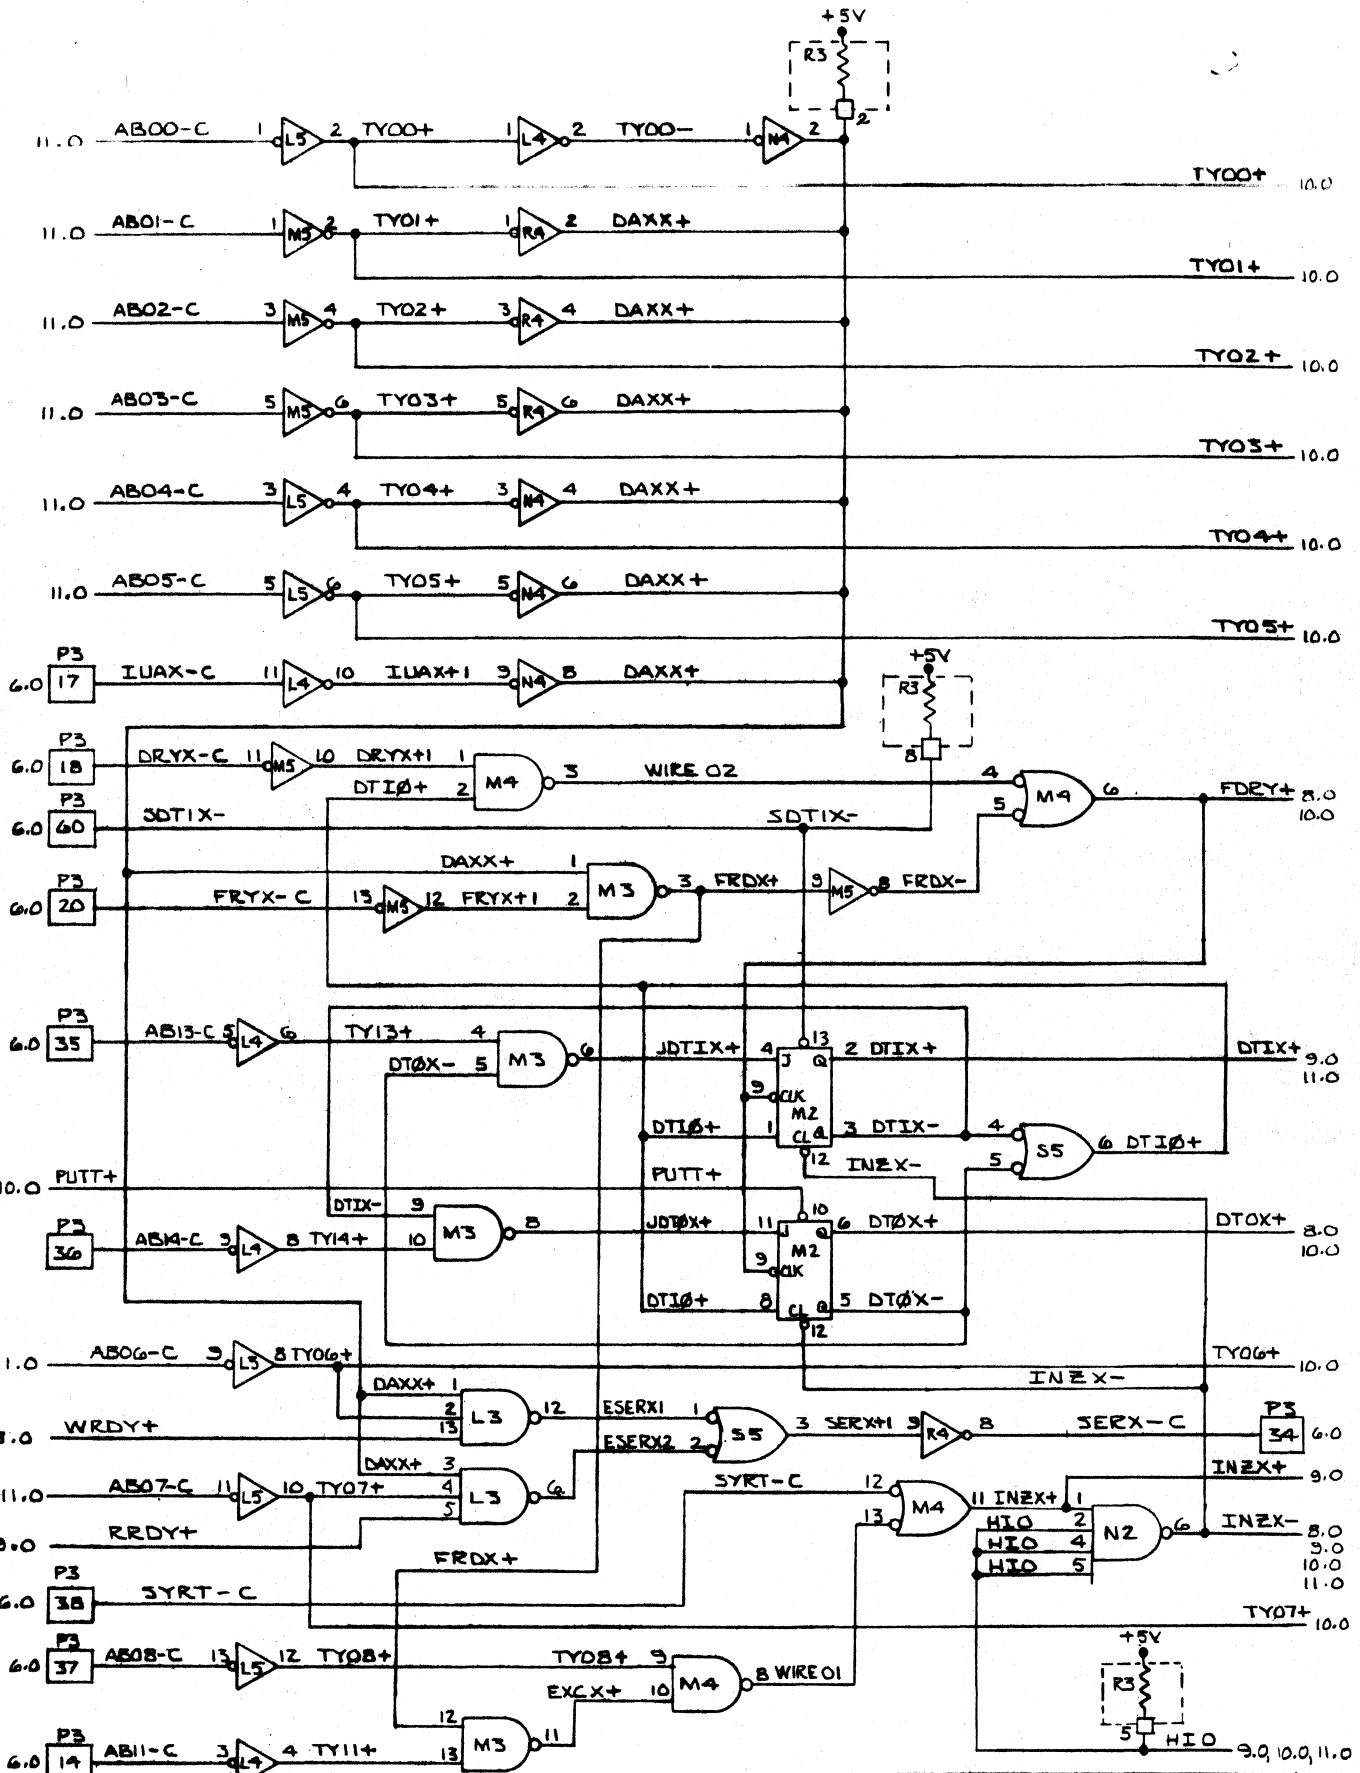 +5V
R3
2
11.0 AB00-C 1 L5 2 TY00+ 1 L4 2 TY00- 1 N4 2
TY00+ 10.0
11.0 AB01-C 1 M5 2 TY01+ 1 R4 2 DAXX+
TY01+ 10.0
11.0 AB02-C 3 M5 4 TY02+ 3 R4 4 DAXX+
TY02+ 10.0
11.0 AB03-C 5 M5 6 TY03+ 5 R4 6 DAXX+
TY03+ 10.0
11.0 AB04-C 3 L5 4 TY04+ 3 N4 4 DAXX+
TY04+ 10.0
11.0 AB05-C 5 L5 6 TY05+ 5 N4 6 DAXX+
TY05+ 10.0
P3
6.0 17 IUAX-C 11 L4 10 IUAX+1 9 N4 8 DAXX+
+5V
R3
8
P3
6.0 18 DRYX-C 11 M5 10 DRYX+1 1 M4 3 WIRE 02 4 M4 6 FDRY+ 8.0
DTIØ+ 2 5 10.0
P3
6.0 60 SDTIX- SDTIX-
DAXX+ 1
P3
6.0 20 FRYX-C 13 M5 12 FRYX+1 2 M3 3 FRDX+ 9 M5 8 FRDX-
P3
6.0 35 AB13-C 5 L4 6 TY13+ 4 M3 6 JDTIX+ 4 J Q 2 DTIX+ DTIX+ 9.0
13
DTØX- 5 11.0
9 CLK
M2
DTIØ+ 1 CL Q 3 DTIX- 4 S5 6 DTIØ+
12 INZX- 5
10.0 PUTT+ PUTT+
10
DTIX- 9 M3 8 JDTØX+ 11 J Q 6 DTØX+ DTOX+ 8.0
P3
6.0 36 AB14-C 9 L4 8 TY14+ 10 M2 10.0
9 CLK
DTIØ+ 8 CL Q 5 DTØX-
12
1.0 AB06-C 9 L3 8 TY06+ TY06+ 10.0
INZX-
DAXX+ 1
2 L3 12 ESERX1 1 S5 3 SERX+1 9 R4 8 SERX-C P3 34 6.0
WRDY+ 13
ESERX2 2
DAXX+ 3
11.0 AB07-C 11 L5 10 TY07+ 4 L3 6
5
RRDY+
SYRT-C 12 M4 11 INZX+ 1
INZX+ 9.0
13
HIO 2 N2 6 INZX- 8.0
HIO 4 9.0
HIO 5 10.0
11.0
FRDX+
P3
6.0 38 SYRT-C
TY07+ 10.0
P3
6.0 37 AB08-C 13 L5 12 TY08+ TY08+ 9 M4 8 WIRE 01
EXCX+ 10
+5V
R3
5 HIO 9.0, 10.0, 11.0
12
P3
6.0 14 AB11-C 3 L4 4 TY11+ 13 M3 11